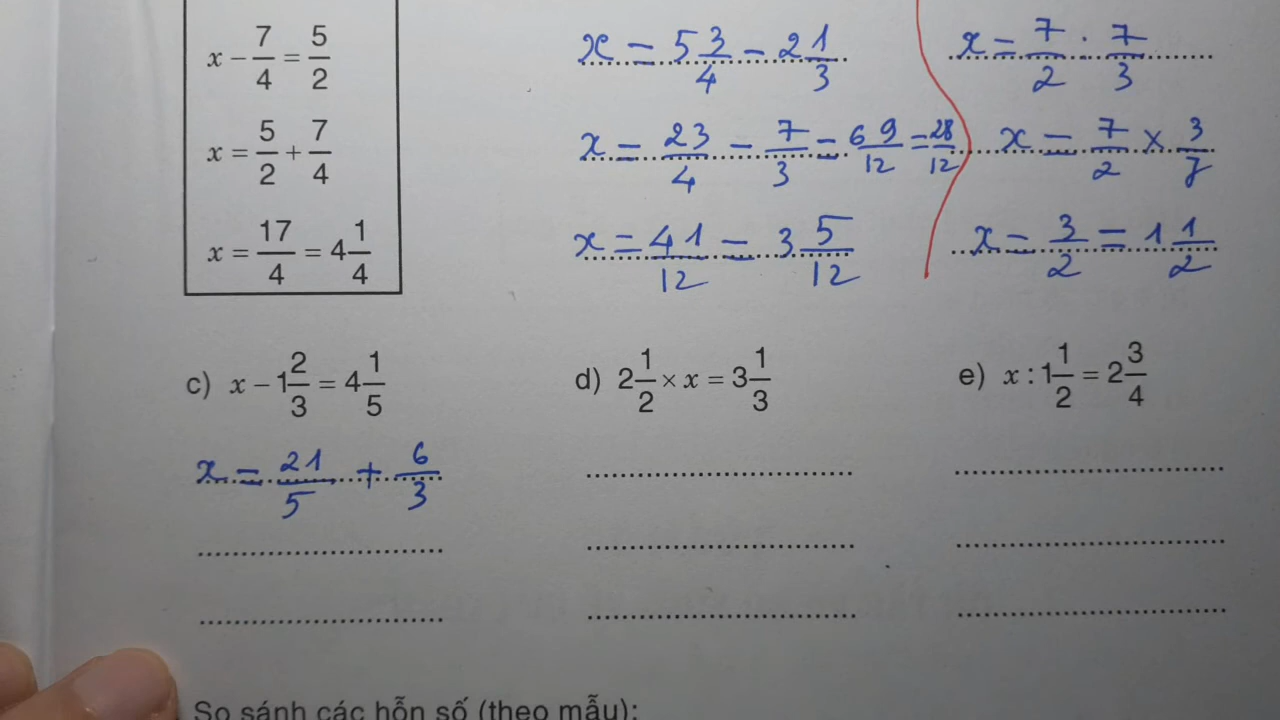 x - 7/4 = 5/2
x = 5/2 + 7/4
x = 17/4 = 4 1/4
x = 5 3/4 - 2 1/3
x = 23/4 - 7/3 = 69/12 = 28/12
x = 41/12 = 3 5/12
x = 7/2 : 7/3
x = 7/2 × 3/7
x = 3/2 = 1 1/2
c) x - 1 2/3 = 4 1/5
x = 21/5 + 6/3
d) 2 1/2 × x = 3 1/3
e) x : 1 1/2 = 2 3/4
So sánh các hỗn số (theo mẫu):